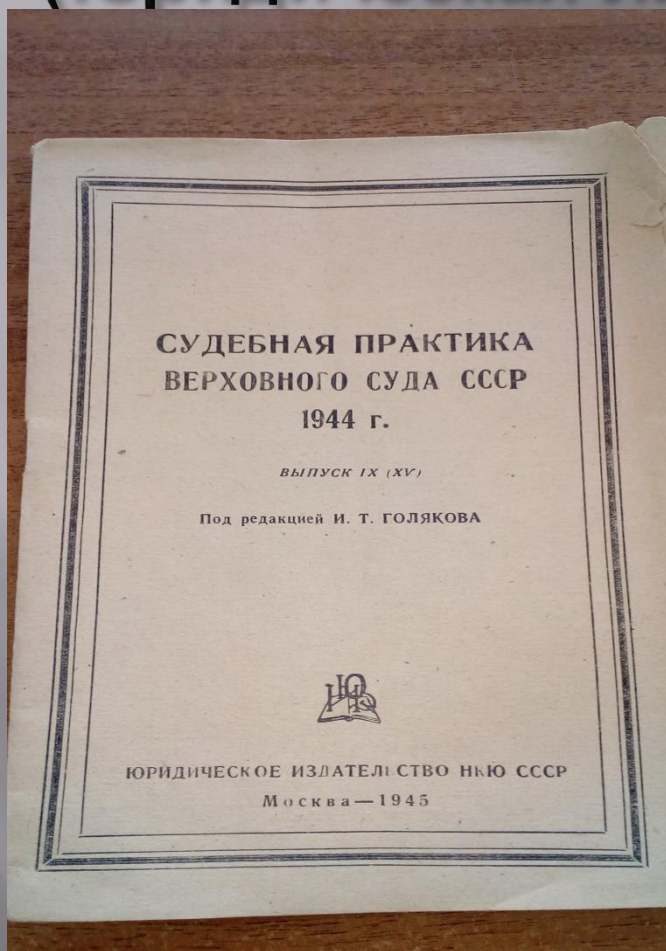 СУДЕБНАЯ ПРАКТИКА
ВЕРХОВНОГО СУДА СССР
1944 г.
ВЫПУСК IX (XV)
Под редакцией И. Т. ГОЛЯКОВА
ЮРИДИЧЕСКОЕ ИЗДАТЕЛЬСТВО НКЮ СССР
Москва—1945